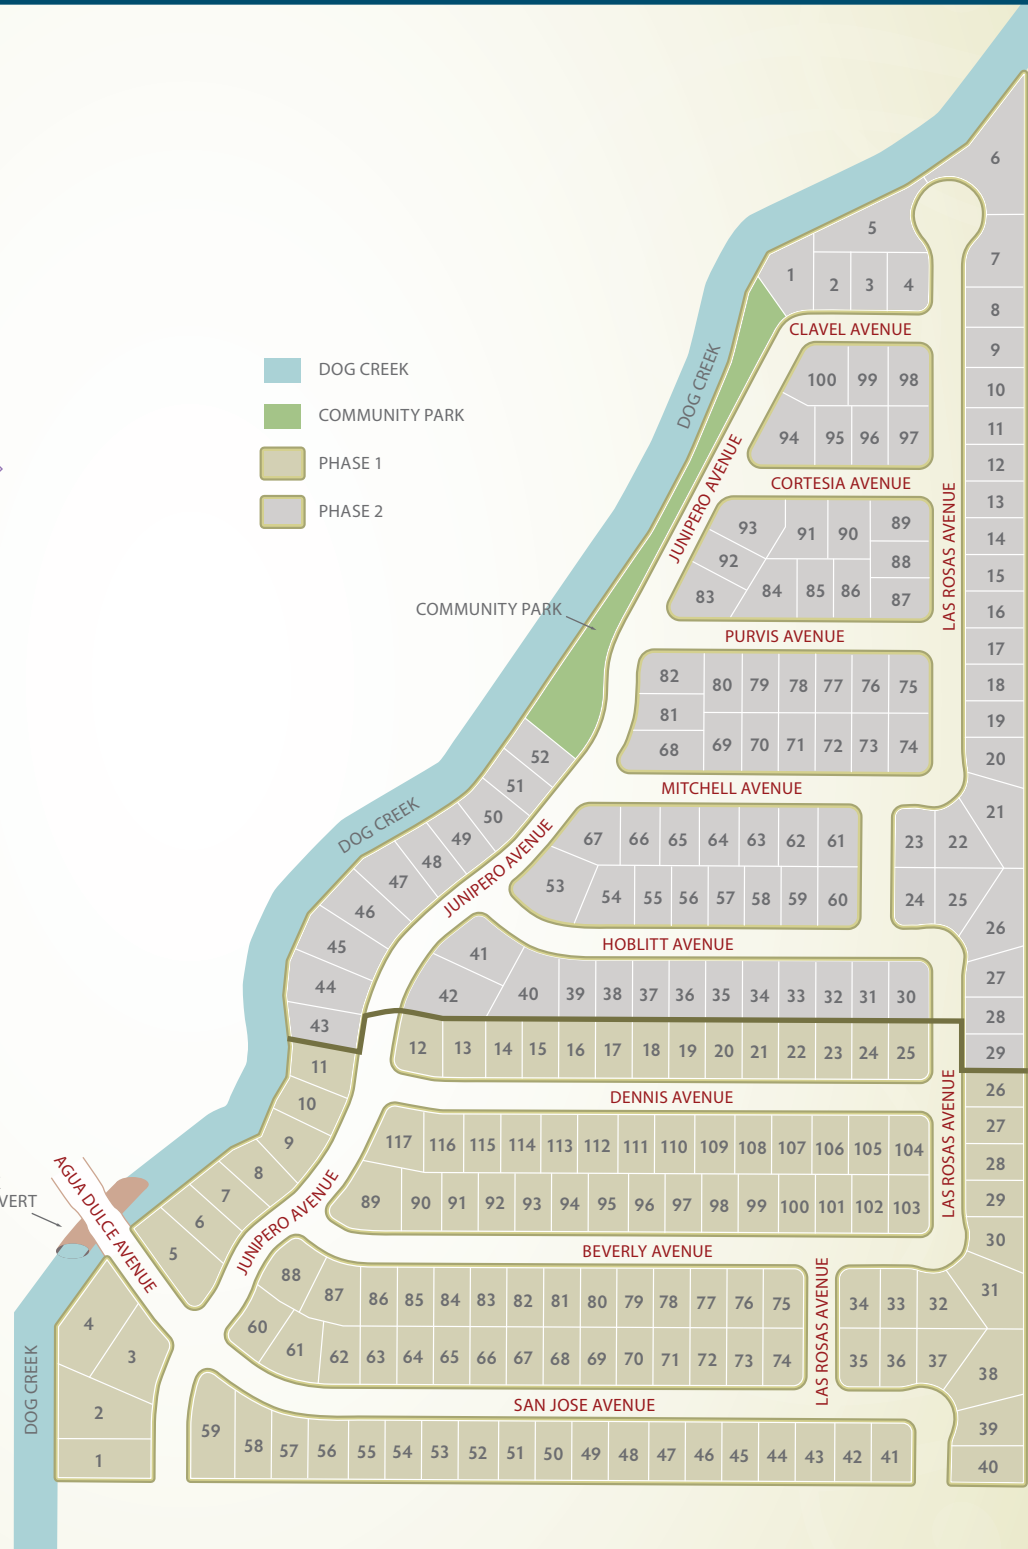 6
5
7
1
2 3 4
8
CLAVEL AVENUE
9
100 99 98
10
DOG CREEK
DOG CREEK
COMMUNITY PARK
11
94 95 96 97
12
PHASE 1
JUNIPERO AVENUE
CORTESIA AVENUE
13
PHASE 2
93 91 90 89
14
LAS ROSAS AVENUE
92 88
15
83 84 85 86 87
16
COMMUNITY PARK
PURVIS AVENUE
17
82 80 79 78 77 76 75
18
81
19
68 69 70 71 72 73 74
20
52
51
MITCHELL AVENUE
21
50
DOG CREEK
49
48
47
46
45
44
43
JUNIPERO AVENUE
67 66 65 64 63 62 61
23 22
53 54 55 56 57 58 59 60
24 25
26
HOBLITT AVENUE
41
27
42 40 39 38 37 36 35 34 33 32 31 30
28
29
12 13 14 15 16 17 18 19 20 21 22 23 24 25
11
26
10
DENNIS AVENUE
27
9
117 116 115 114 113 112 111 110 109 108 107 106 105 104
28
8
LAS ROSAS AVENUE
7
89 90 91 92 93 94 95 96 97 98 99 100 101 102 103
29
VERT
AGUA DULCE AVENUE
6
JUNIPERO AVENUE
30
5
BEVERLY AVENUE
88
31
87 86 85 84 83 82 81 80 79 78 77 76 75
34 33 32
4
60
LAS ROSAS AVENUE
3
61 62 63 64 65 66 67 68 69 70 71 72 73 74
35 36 37
38
DOG CREEK
2
SAN JOSE AVENUE
39
59 58 57 56 55 54 53 52 51 50 49 48 47 46 45 44 43 42 41
1
40